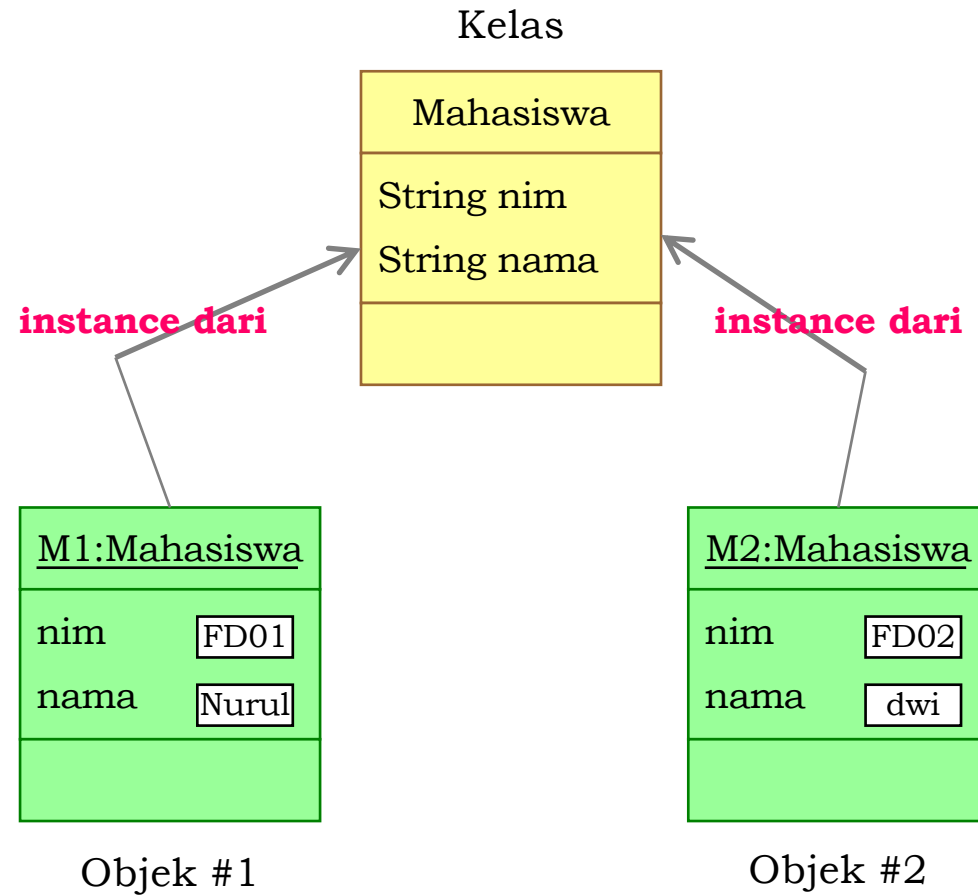 Kelas
Mahasiswa
String nim
String nama
instance dari
instance dari
M1:Mahasiswa
nim FD01
nama Nurul
Objek #1
M2:Mahasiswa
nim FD02
nama dwi
Objek #2